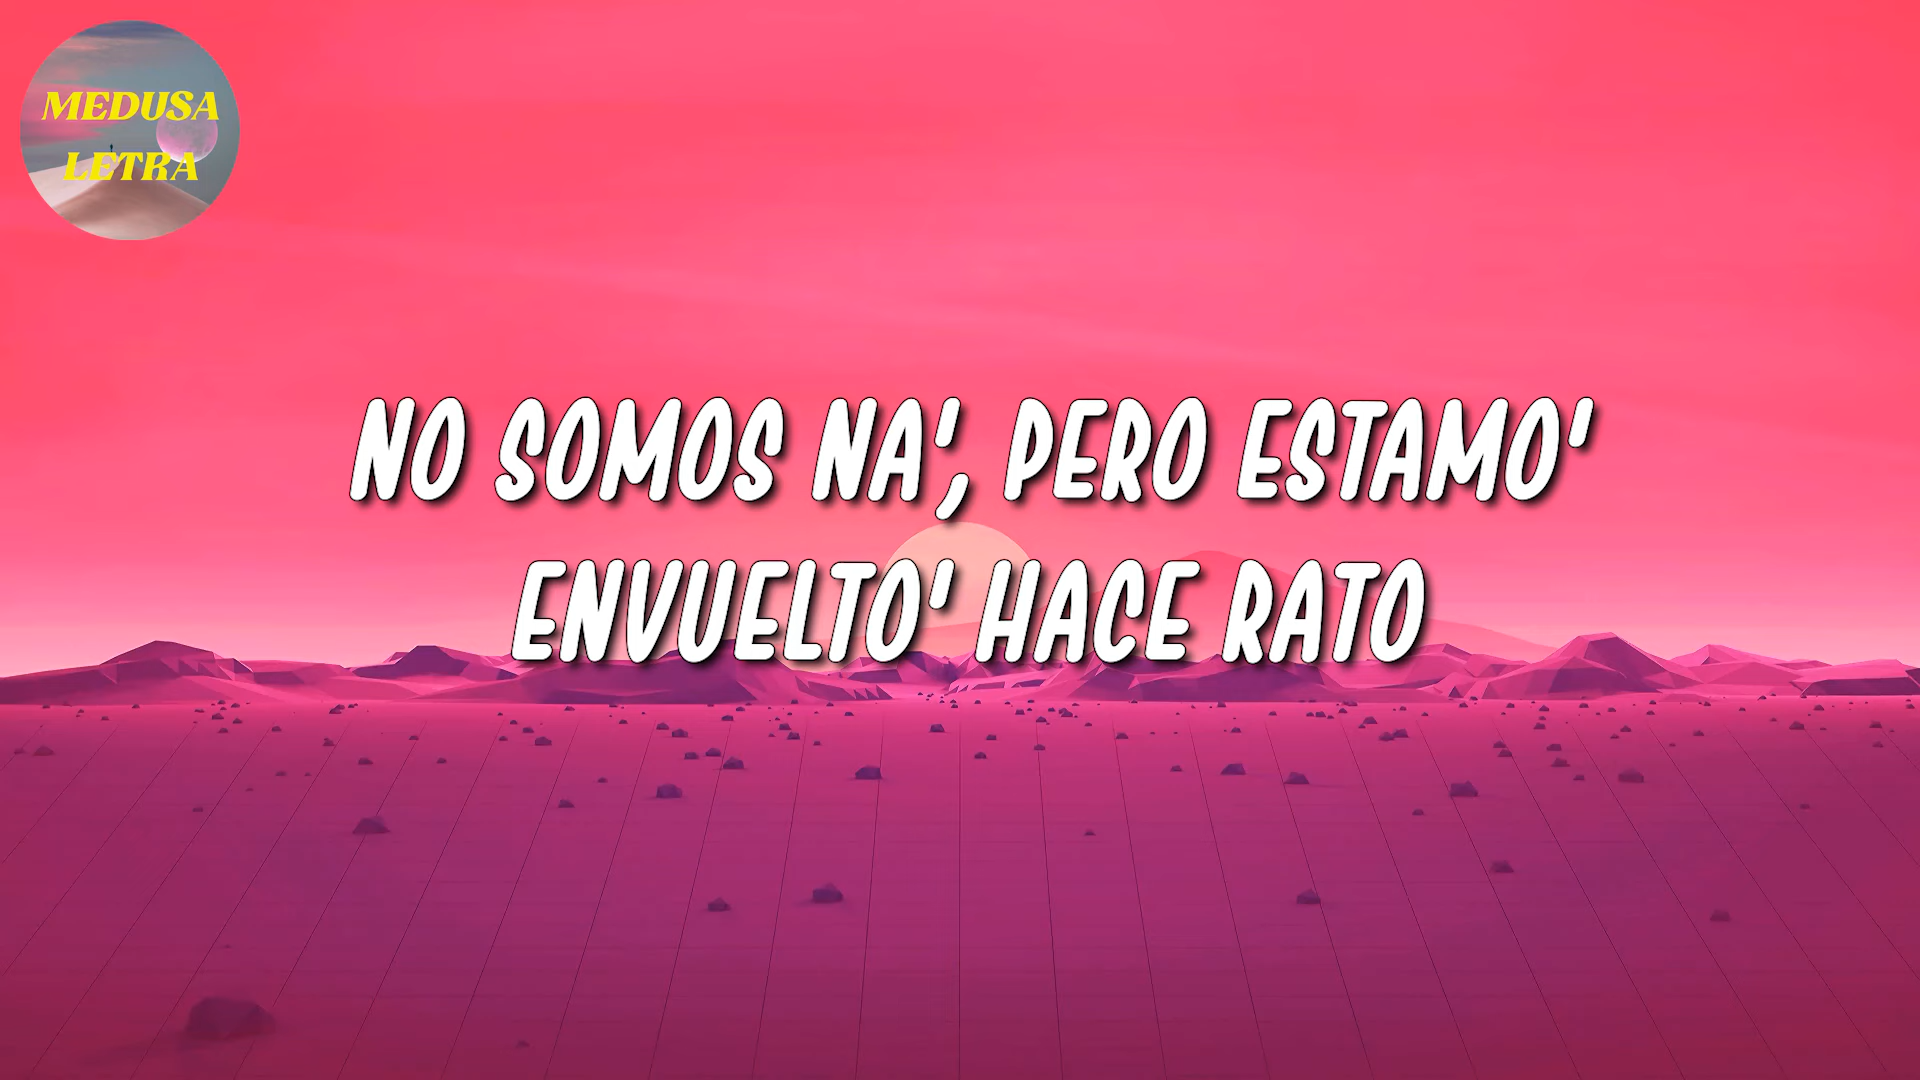 MEDUSA
LETRA
NO SOMOS NA', PERO ESTAMO'
ENVUELTO' HACE RATO